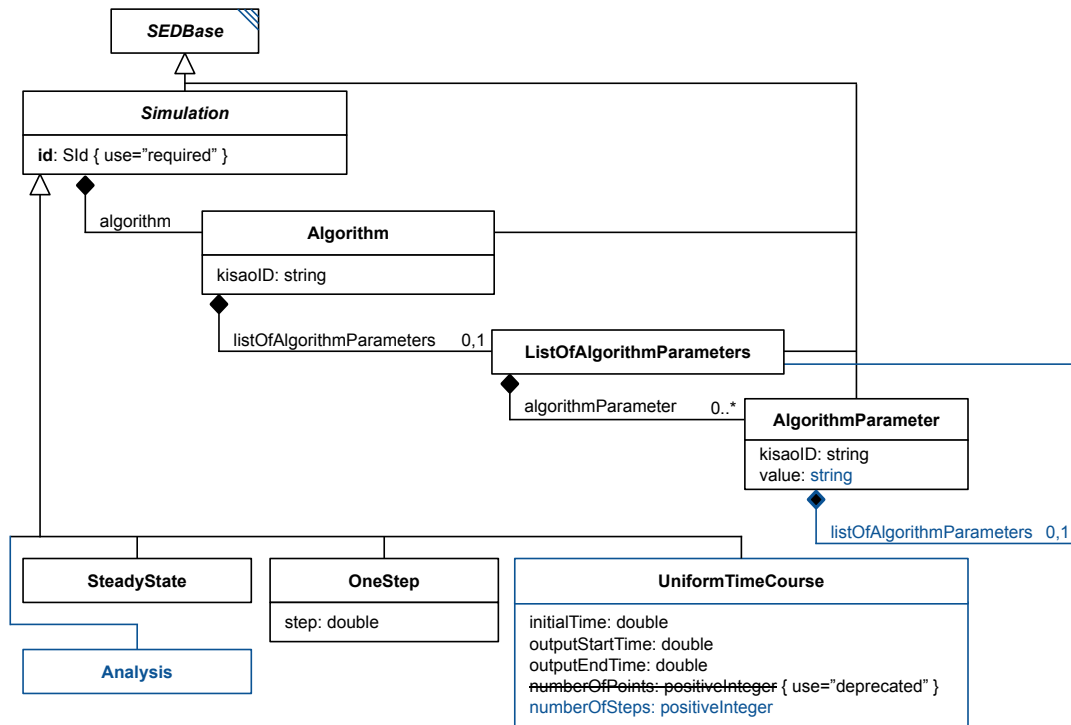 SEDBase
Simulation
id: SId { use=”required” }
algorithm
Algorithm
kisaoID: string
listOfAlgorithmParameters 0,1
ListOfAlgorithmParameters
algorithmParameter 0..*
AlgorithmParameter
kisaoID: string
value: string
listOfAlgorithmParameters 0,1
SteadyState
OneStep
step: double
UniformTimeCourse
initialTime: double
outputStartTime: double
outputEndTime: double
numberOfPoints: positiveInteger { use=”deprecated” }
numberOfSteps: positiveInteger
Analysis